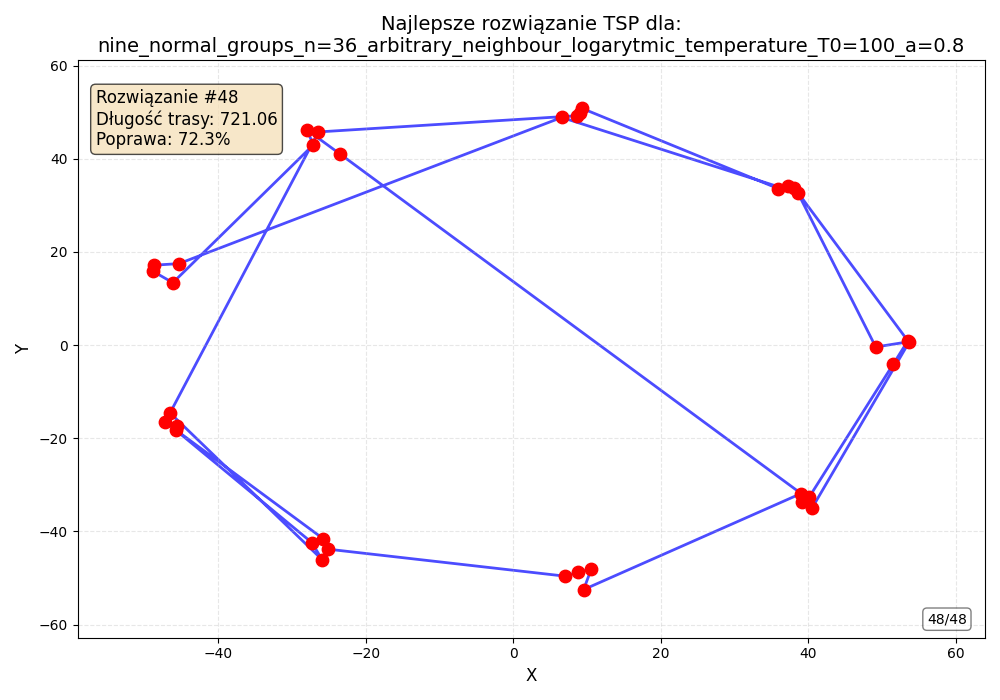 Najlepsze rozwiązanie TSP dla:
nine_normal_groups_n=36_arbitrary_neighbour_logarytmic_temperature_T0=100_a=0.8
Rozwiązanie #48
Długość trasy: 721.06
Poprawa: 72.3%
60
40
20
0
−20
−40
−60
Y
48/48
−40
−20
0
20
40
60
X